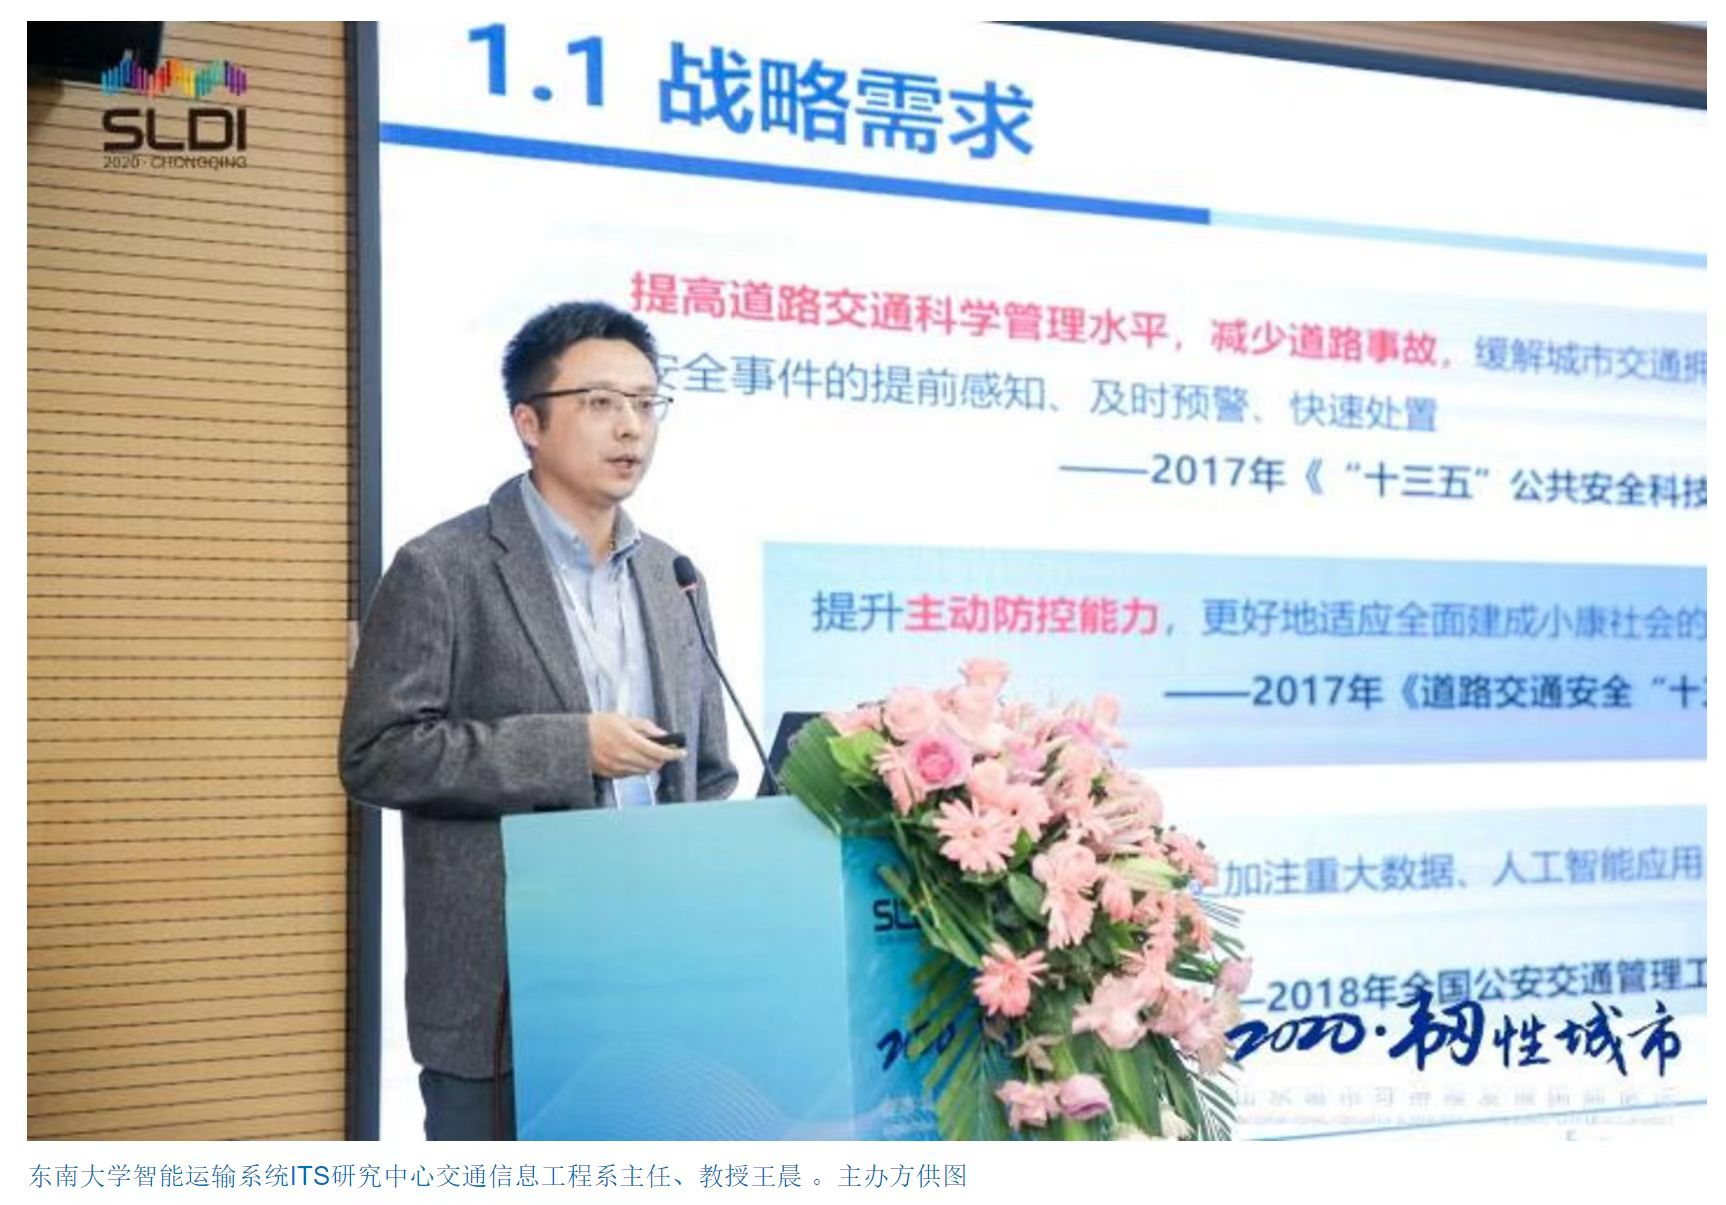 SLDI
2020·CHONGQING
1.1 战略需求
提高道路交通科学管理水平，减少道路事故，缓解城市交通拥
安全事件的提前感知、及时预警、快速处置
——2017年《“十三五”公共安全科技
提升主动防控能力，更好地适应全面建成小康社会的
——2017年《道路交通安全“十三
加注重大数据、人工智能应用
—2018年全国公安交通管理工
SL
2020·韧性城市
东南大学智能运输系统ITS研究中心交通信息工程系主任、教授王晨 。主办方供图